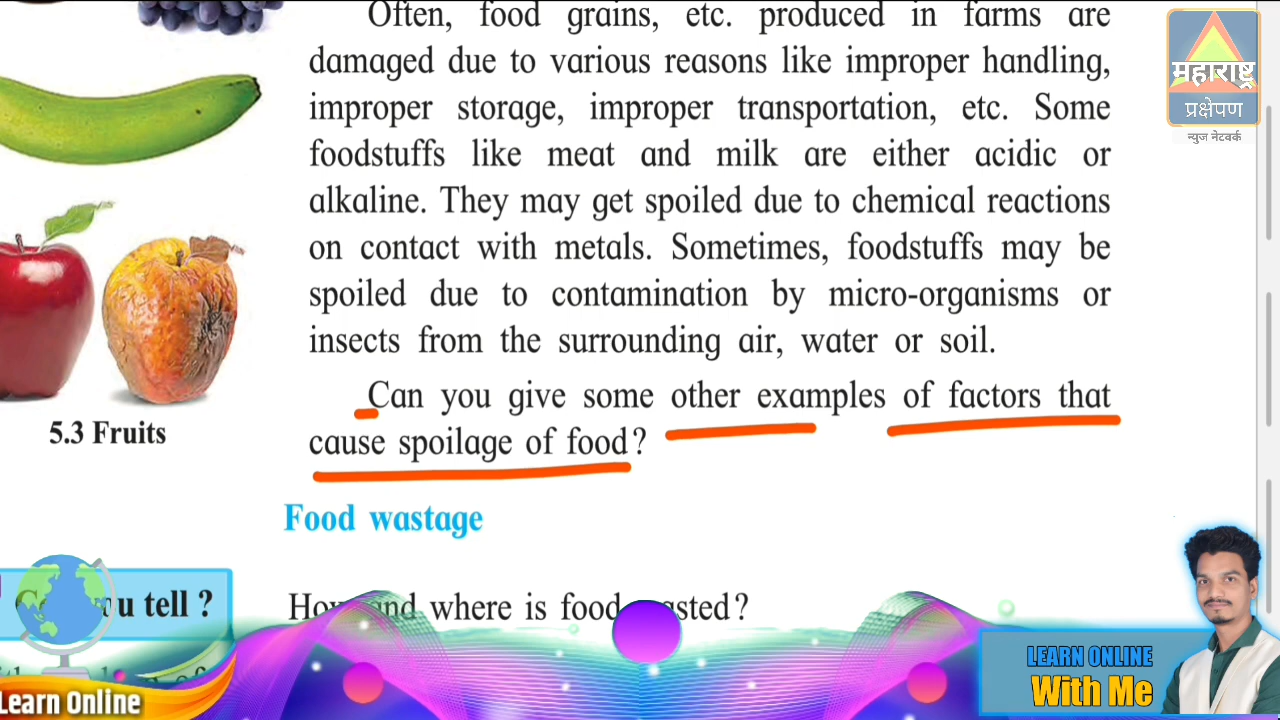 Often, food grains, etc. produced in farms are
damaged due to various reasons like improper handling,
improper storage, improper transportation, etc. Some
foodstuffs like meat and milk are either acidic or
alkaline. They may get spoiled due to chemical reactions
on contact with metals. Sometimes, foodstuffs may be
spoiled due to contamination by micro-organisms or
insects from the surrounding air, water or soil.
Can you give some other examples of factors that
cause spoilage of food?
5.3 Fruits
Food wastage
tell ?
How and where is food wasted?
महाराष्ट्र
प्रक्षेपण
न्युज नेटवर्क
Learn Online
LEARN ONLINE
With Me